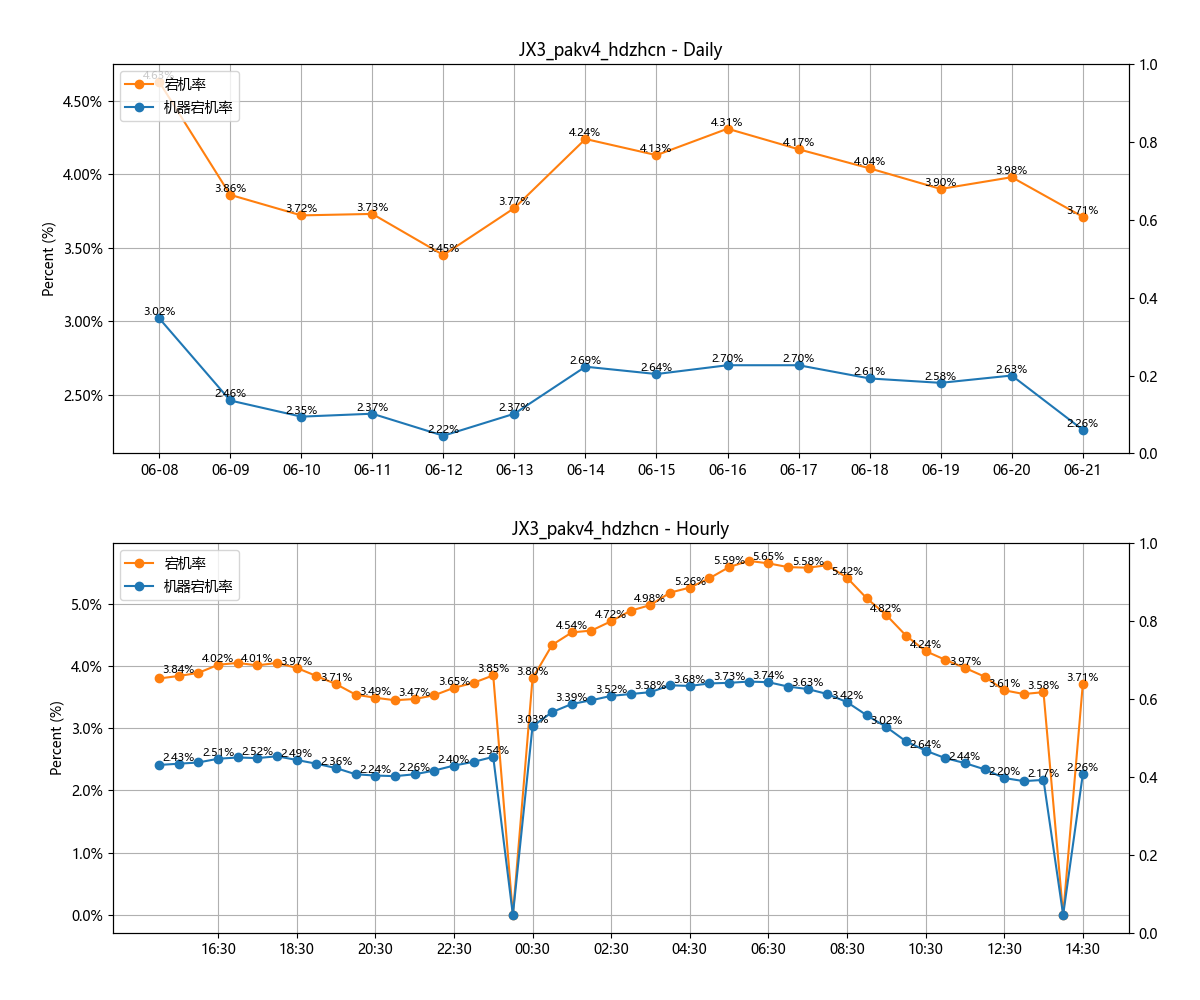 JX3_pakv4_hdzhcn - Daily
宕机率
机器宕机率
Percent (%)
4.50%
4.00%
3.50%
3.00%
2.50%
1.0
0.8
0.6
0.4
0.2
0.0
4.63% 3.86% 3.72% 3.73% 3.45% 3.77% 4.24% 4.13% 4.31% 4.17% 4.04% 3.90% 3.98% 3.71%
3.02% 2.46% 2.35% 2.37% 2.22% 2.37% 2.69% 2.64% 2.70% 2.70% 2.61% 2.58% 2.63% 2.26%
06-08 06-09 06-10 06-11 06-12 06-13 06-14 06-15 06-16 06-17 06-18 06-19 06-20 06-21
JX3_pakv4_hdzhcn - Hourly
宕机率
机器宕机率
Percent (%)
5.0%
4.0%
3.0%
2.0%
1.0%
0.0%
1.0
0.8
0.6
0.4
0.2
0.0
3.84% 4.02% 4.01% 3.97% 3.71% 3.49% 3.47% 3.65% 3.85% 3.80% 4.54% 4.72% 4.98% 5.26% 5.59% 5.65% 5.58% 5.42% 4.82% 4.24% 3.97% 3.61% 3.58% 3.71%
2.43% 2.51% 2.52% 2.49% 2.36% 2.24% 2.26% 2.40% 2.54% 3.03% 3.39% 3.52% 3.58% 3.68% 3.73% 3.74% 3.63% 3.42% 3.02% 2.64% 2.44% 2.20% 2.17% 2.26%
16:30 18:30 20:30 22:30 00:30 02:30 04:30 06:30 08:30 10:30 12:30 14:30